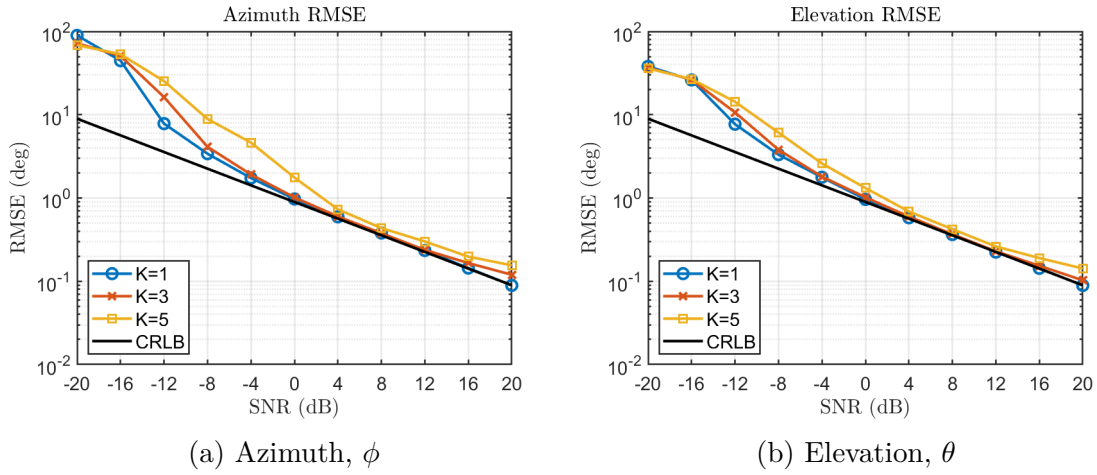 Azimuth RMSE
RMSE (deg)
10^2
10^1
10^0
10^-1
10^-2
K=1
K=3
K=5
CRLB
-20 -16 -12 -8 -4 0 4 8 12 16 20
SNR (dB)
(a) Azimuth, ϕ
Elevation RMSE
RMSE (deg)
10^2
10^1
10^0
10^-1
10^-2
K=1
K=3
K=5
CRLB
-20 -16 -12 -8 -4 0 4 8 12 16 20
SNR (dB)
(b) Elevation, θ